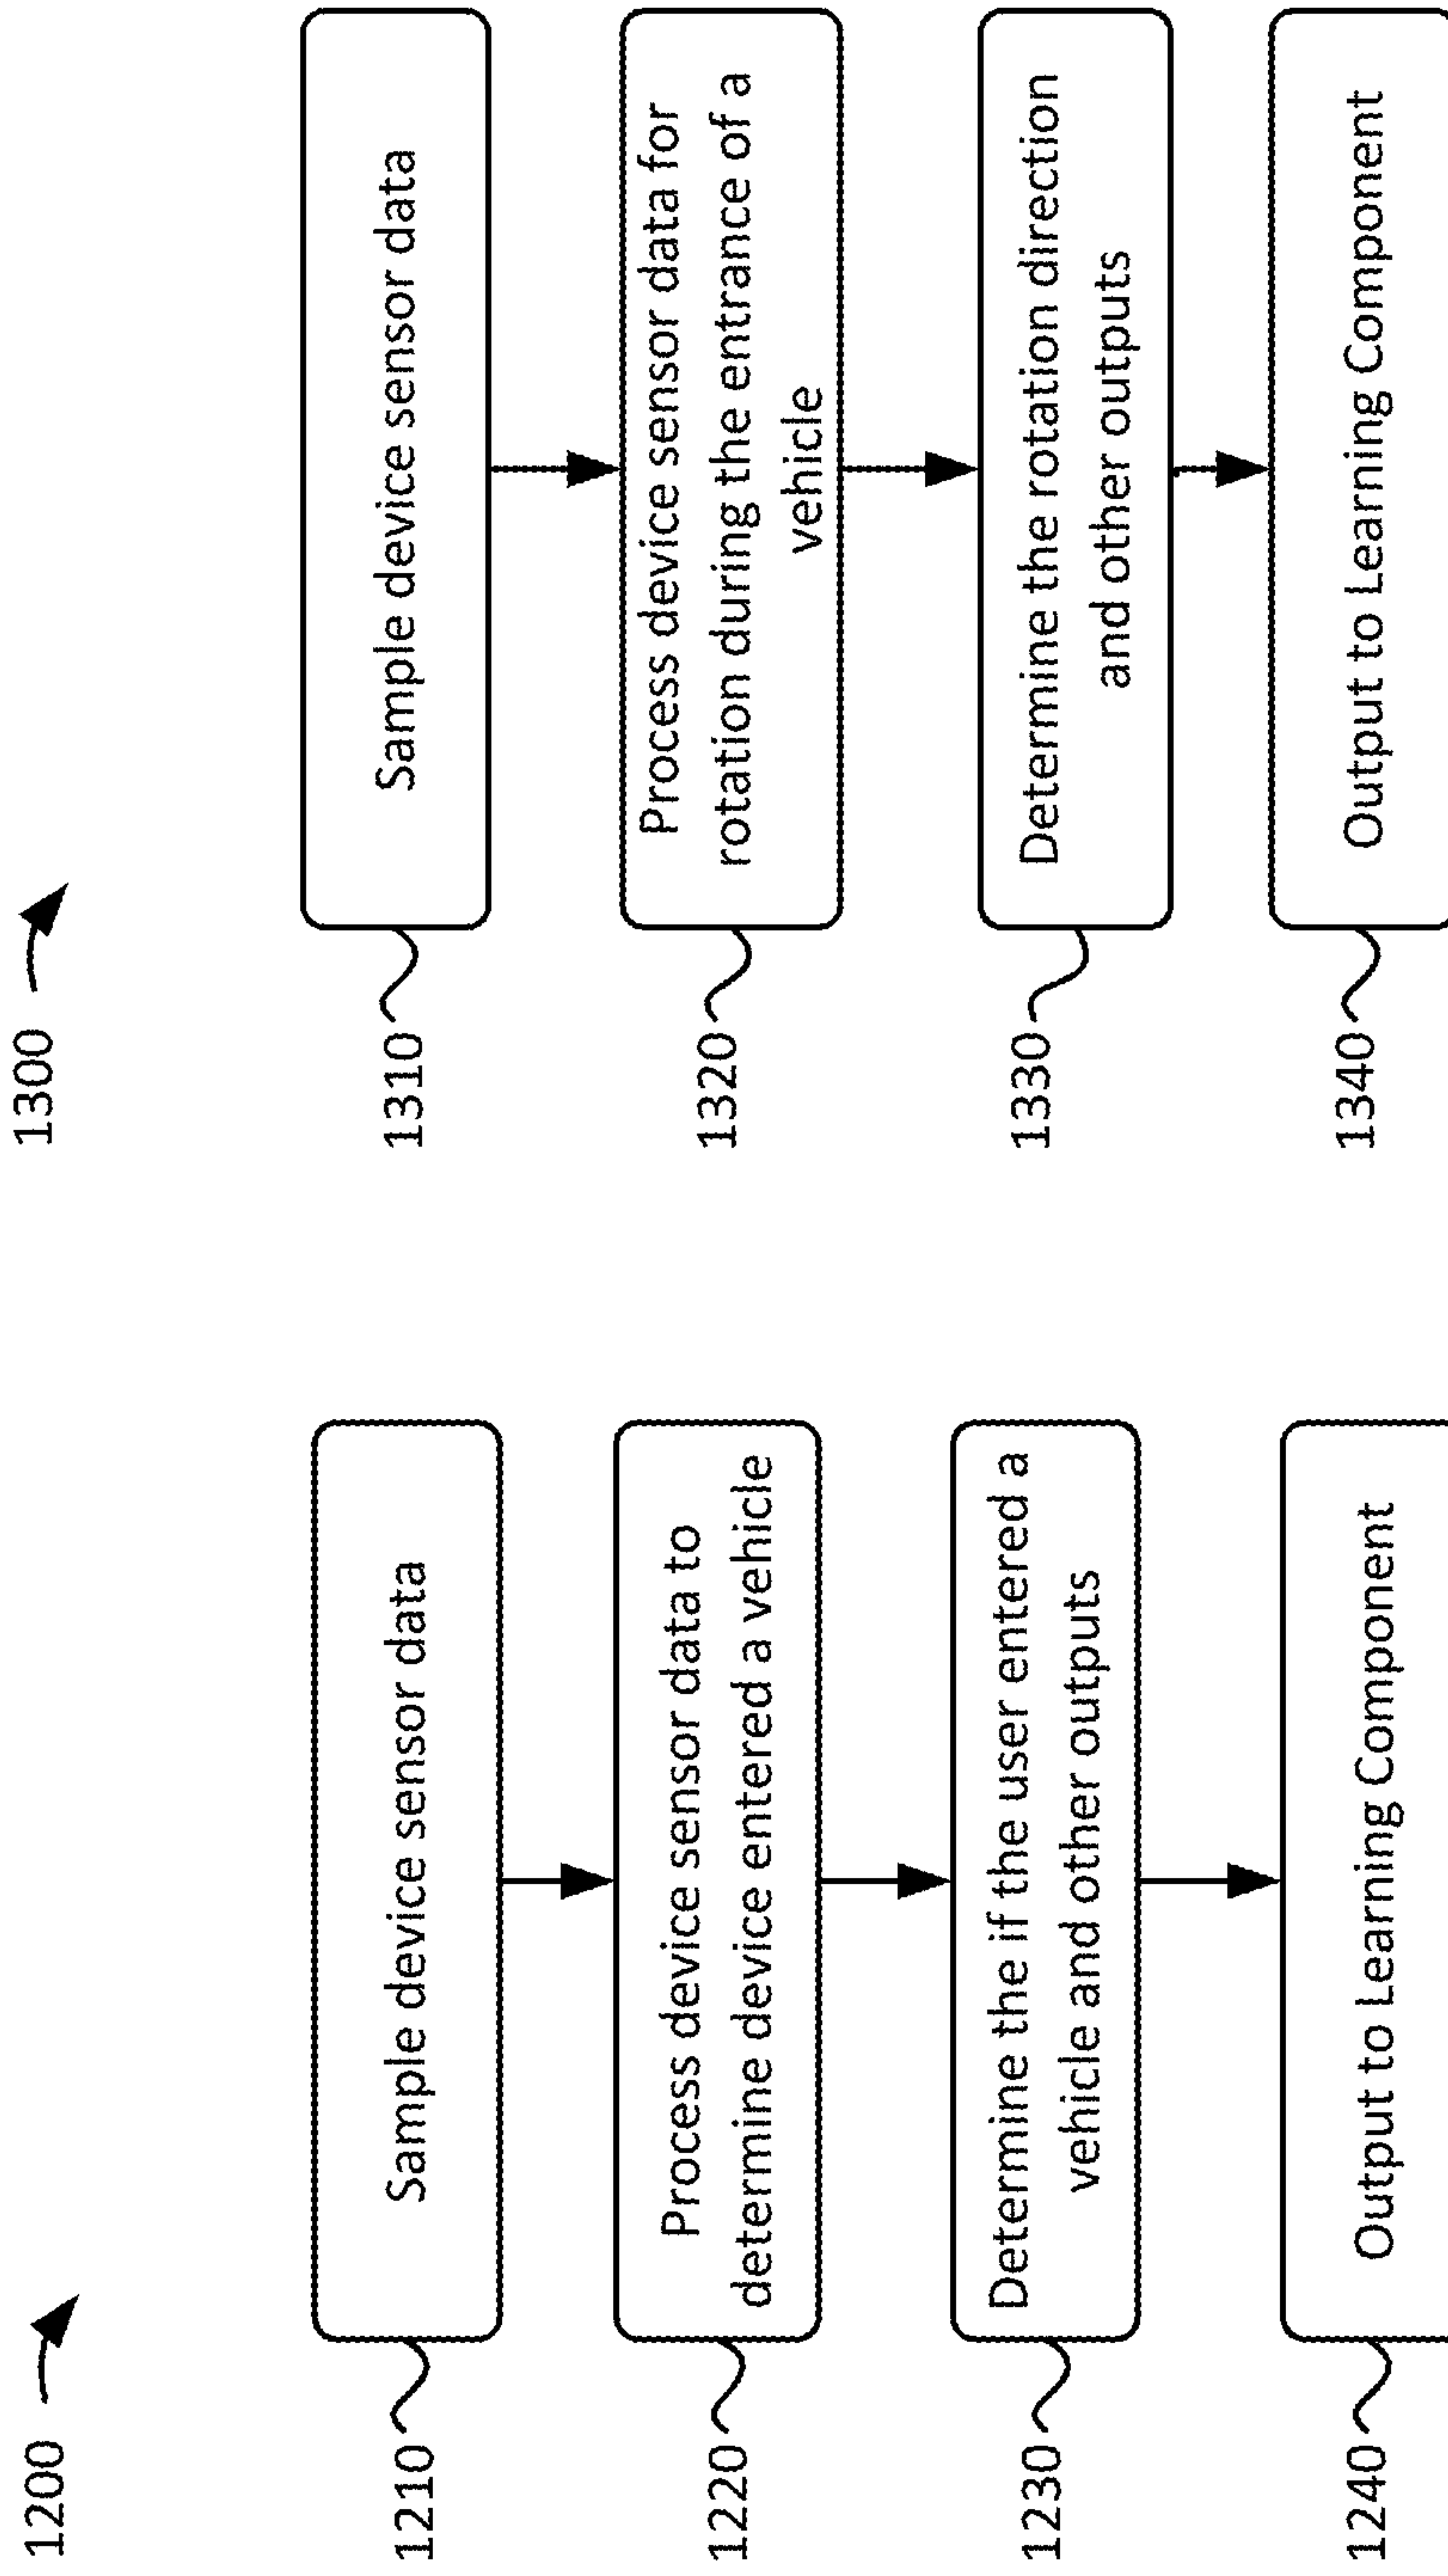 1200
1210
Sample device sensor data
1220
Process device sensor data to
determine device entered a vehicle
1230
Determine the if the user entered a
vehicle and other outputs
1240
Output to Learning Component
1300
1310
Sample device sensor data
1320
Process device sensor data for
rotation during the entrance of a
vehicle
1330
Determine the rotation direction
and other outputs
1340
Output to Learning Component